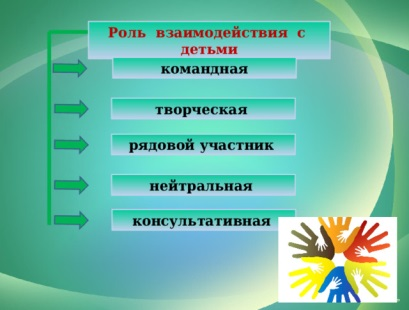 Роль взаимодействия с
детьми
командная
творческая
рядовой участник
нейтральная
консультативная